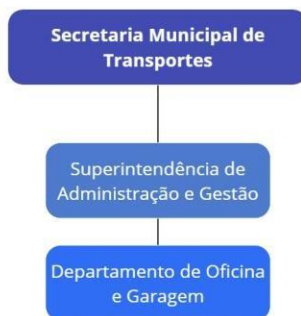 Secretaria Municipal de
Transportes
Superintendência de
Administração e Gestão
Departamento de Oficina
e Garagem